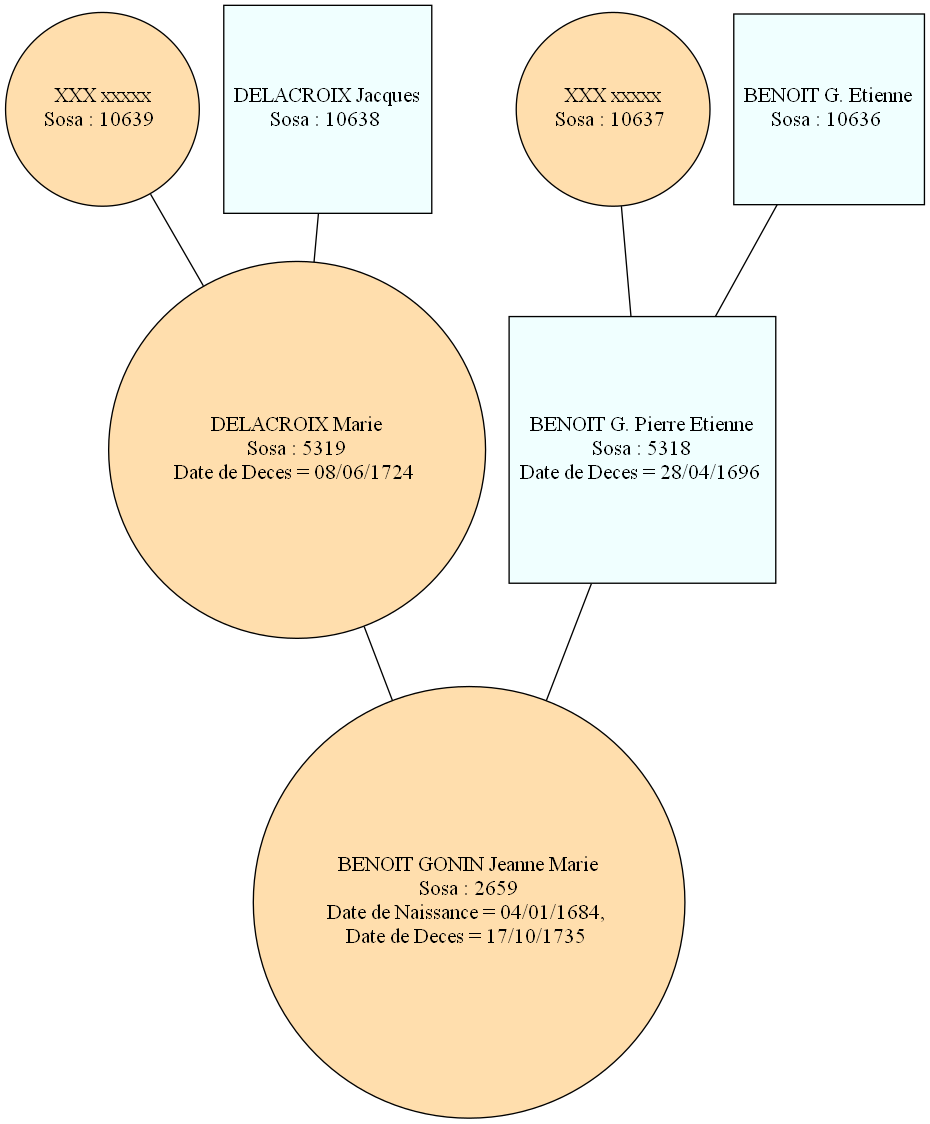 XXX xxxxx
Sosa : 10639
DELACROIX Jacques
Sosa : 10638
XXX xxxxx
Sosa : 10637
BENOIT G. Etienne
Sosa : 10636
DELACROIX Marie
Sosa : 5319
Date de Deces = 08/06/1724
BENOIT G. Pierre Etienne
Sosa : 5318
Date de Deces = 28/04/1696
BENOIT GONIN Jeanne Marie
Sosa : 2659
Date de Naissance = 04/01/1684,
Date de Deces = 17/10/1735